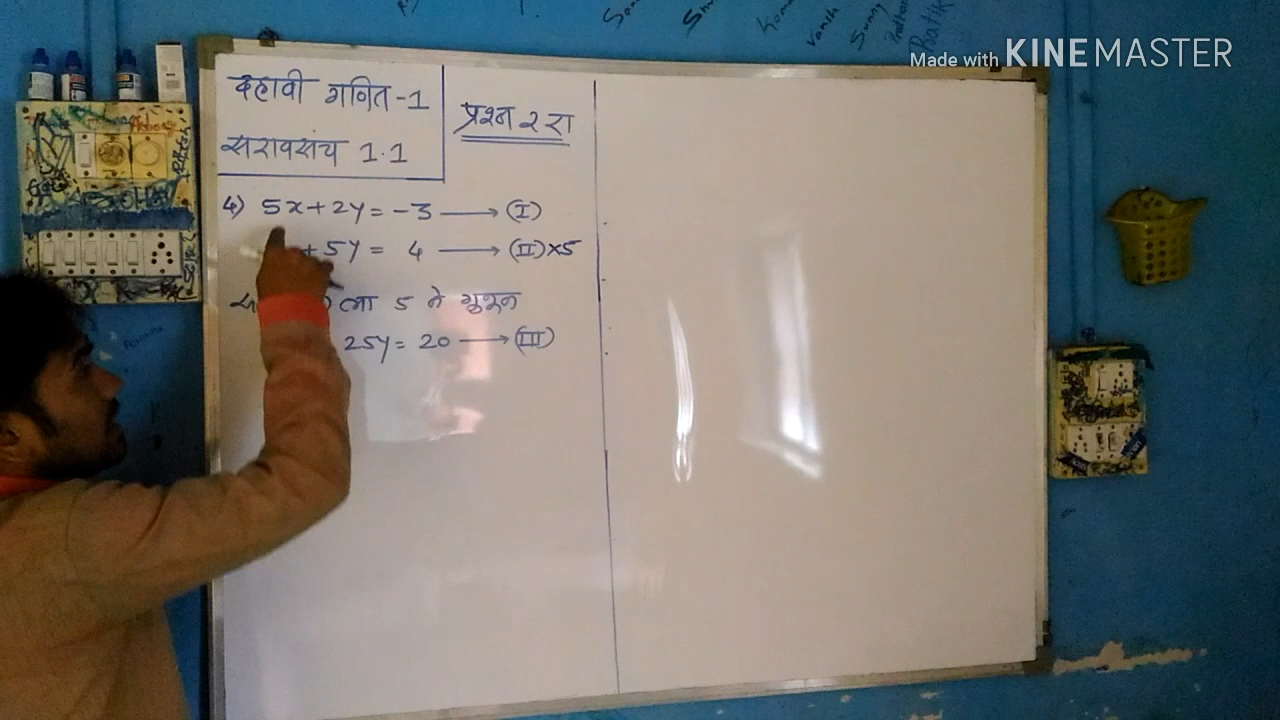 Made with KINEMASTER
दहावी गणित-1
सरावसंच 1.1
प्रश्न २ रा
4) 5x+2y = -3 ⟶ (I)
+5y = 4 ⟶ (II)×5
ला 5 ने गुणून
25y = 20 ⟶ (III)